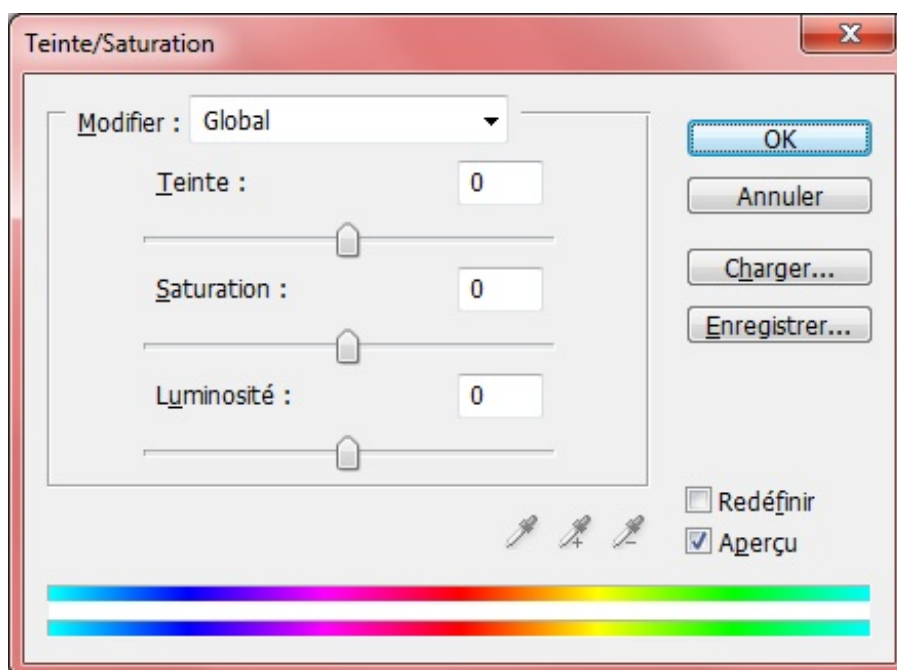 Teinte/Saturation
Modifier : Global
OK
Teinte : 0
Annuler
Charger...
Saturation : 0
Enregistrer...
Luminosité : 0
Redéfinir
Aperçu